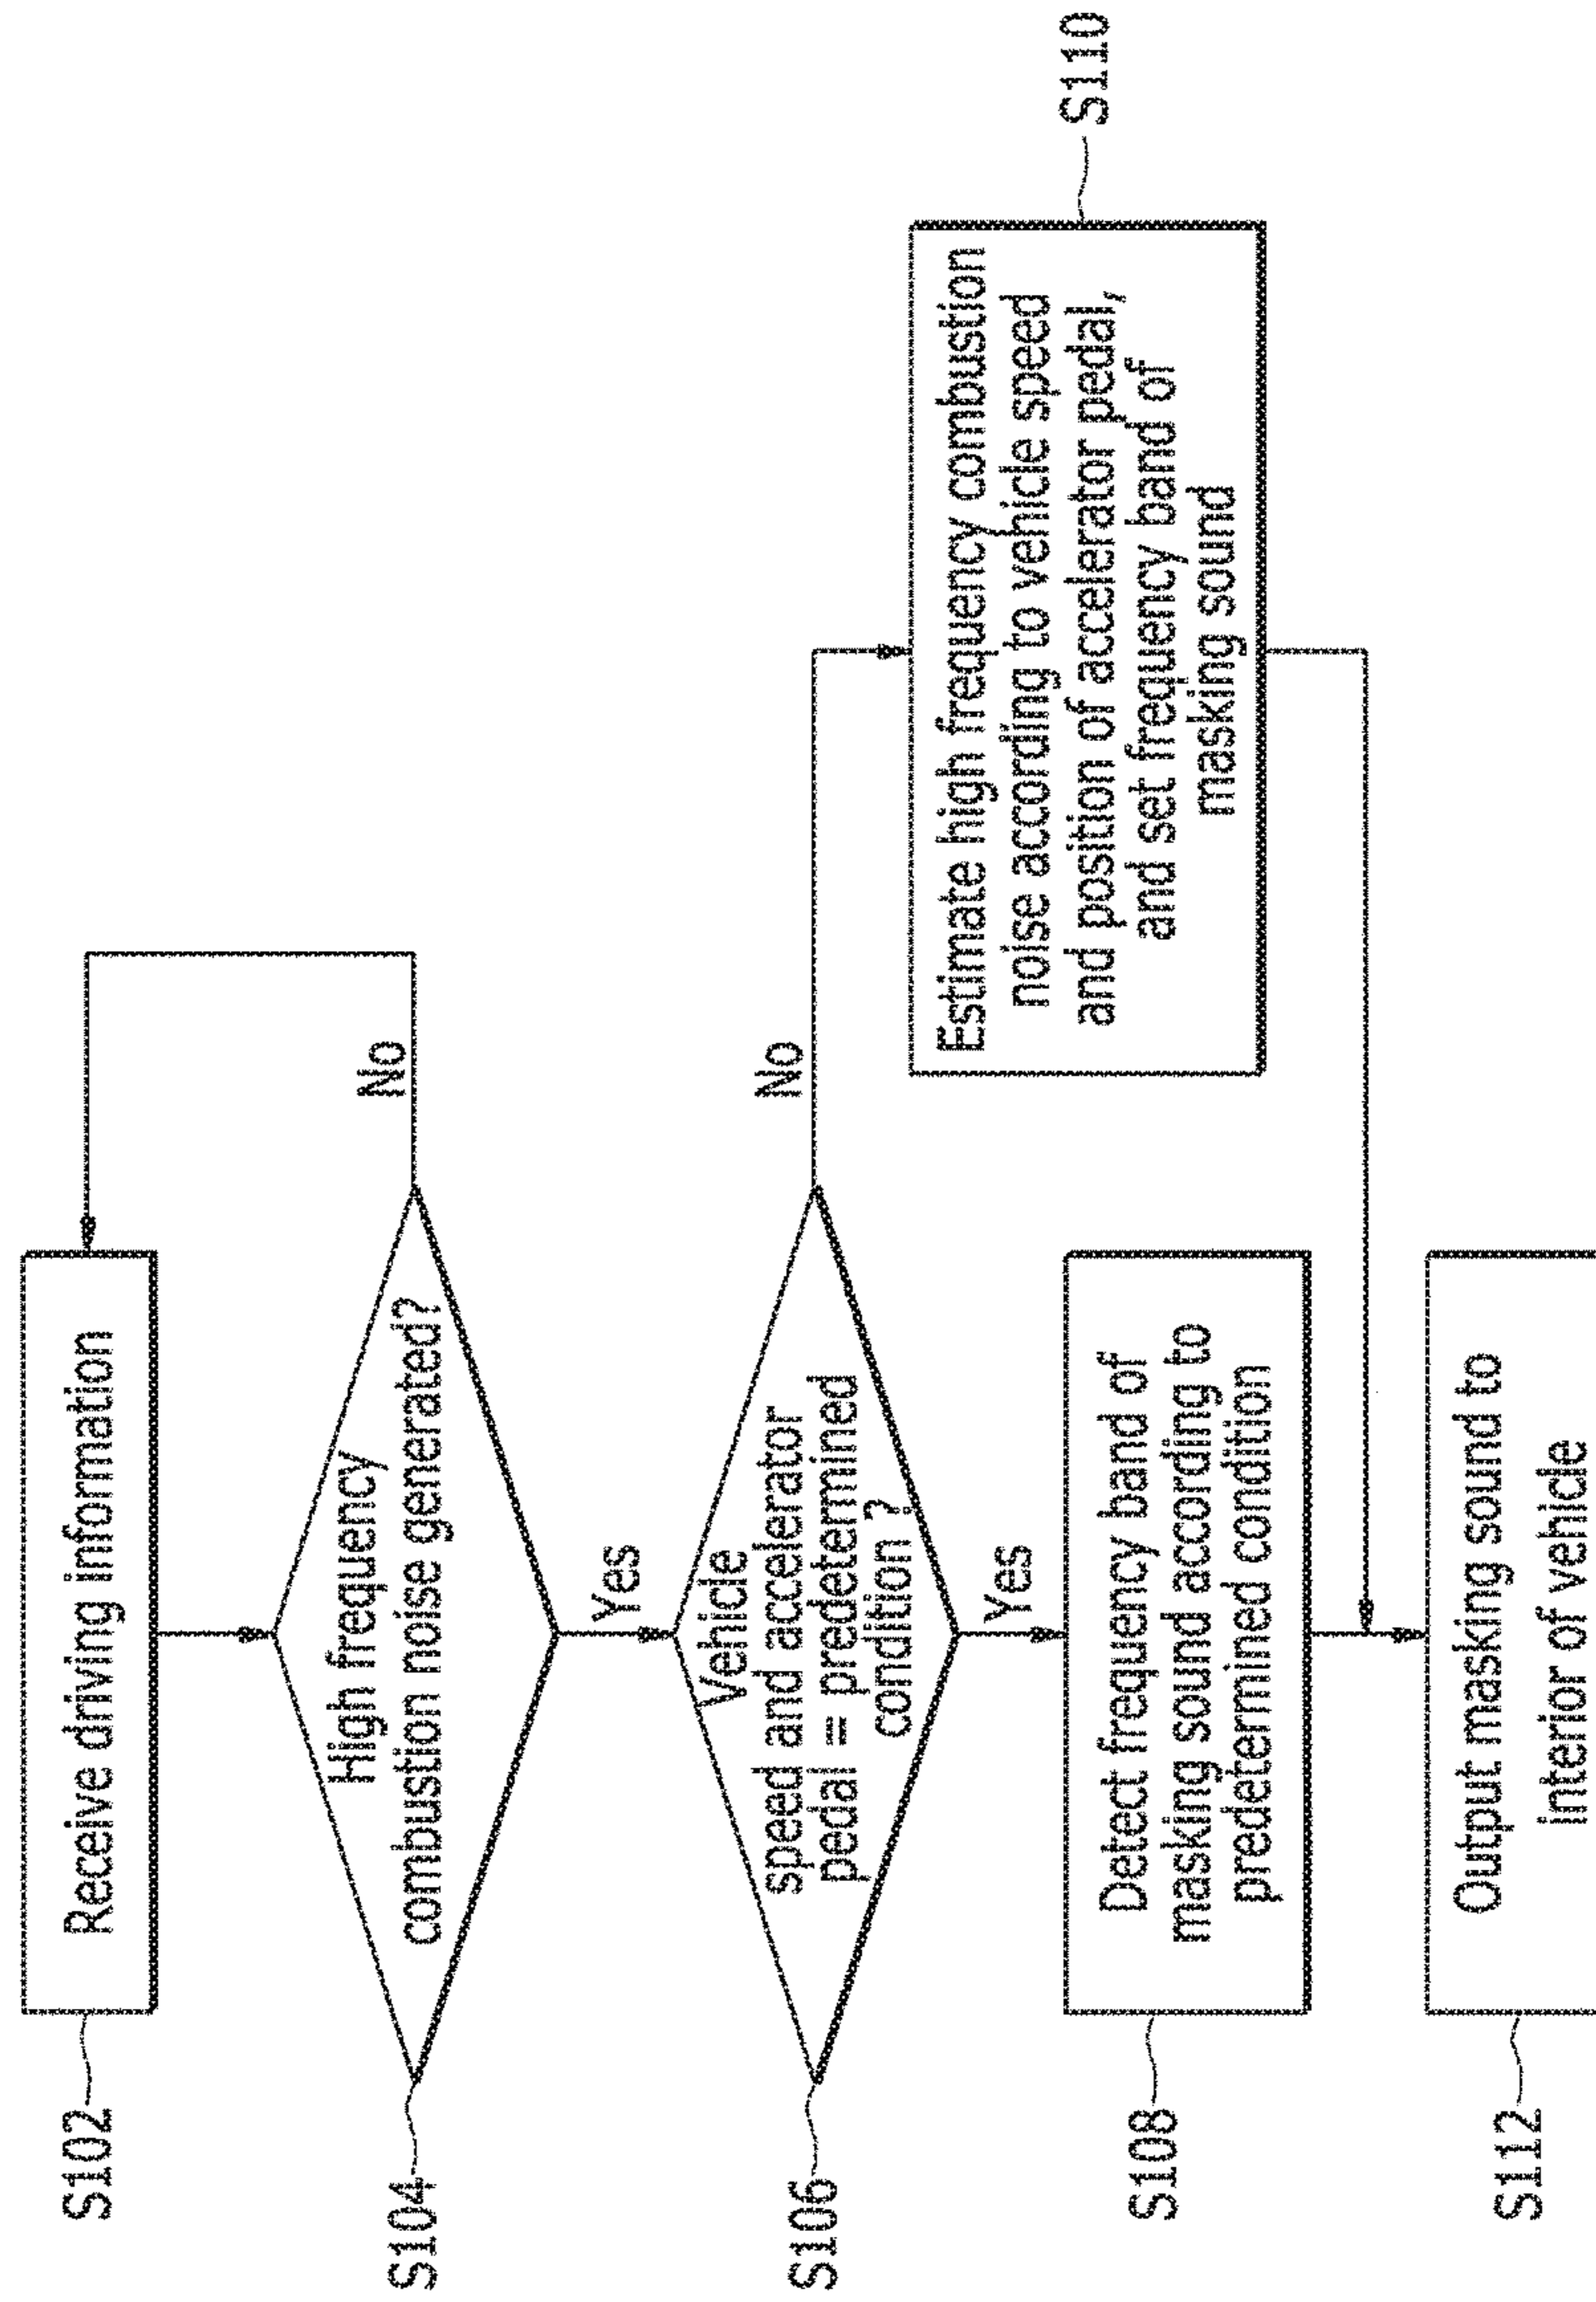 S102
Receive driving information
S104
High frequency
combustion noise generated?
No
Yes
S106
Vehicle
speed and accelerator
pedal = predetermined
condition ?
No
Yes
S108
Detect frequency band of
masking sound according to
predetermined condition
Estimate high frequency combustion
noise according to vehicle speed
and position of accelerator pedal,
and set frequency band of
masking sound
S110
S112
Output masking sound to
interior of vehicle